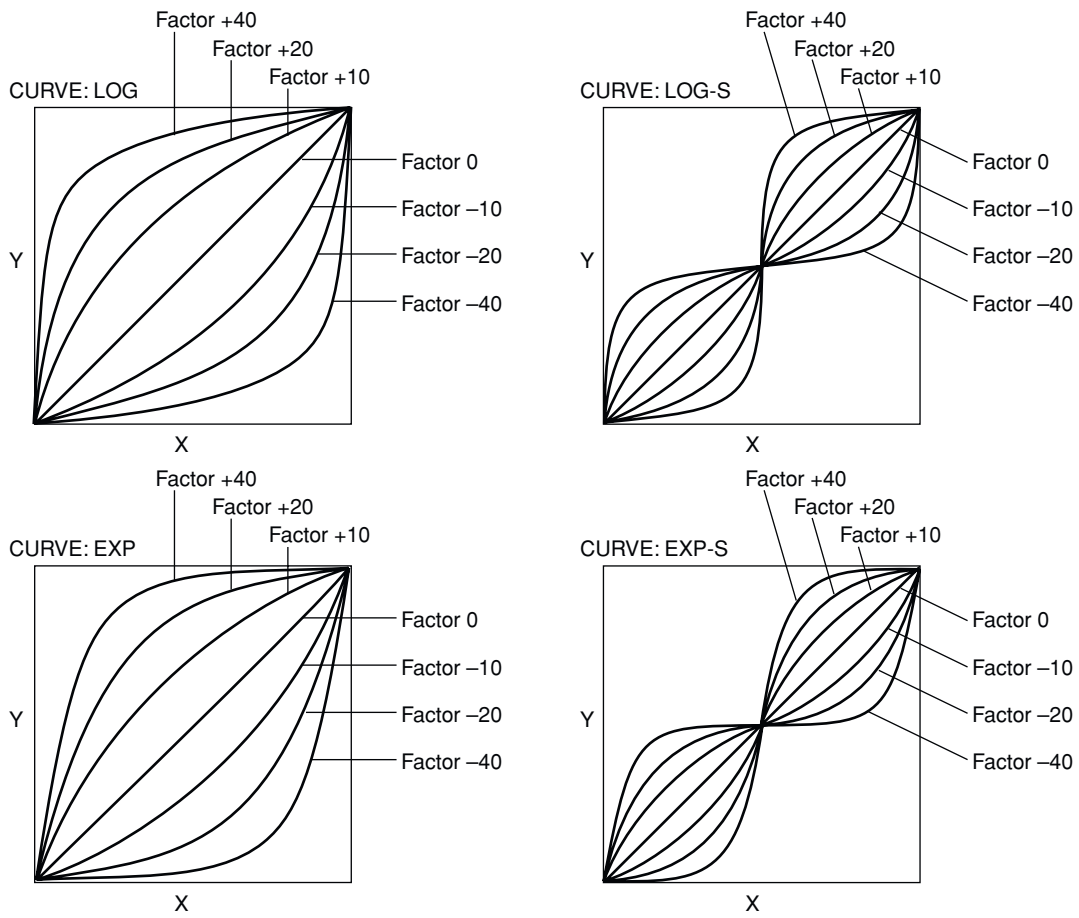 Factor +40
Factor +20
Factor +10
CURVE: LOG
Factor 0
Factor –10
Factor –20
Factor –40
Y
X
Factor +40
Factor +20
Factor +10
CURVE: LOG-S
Factor 0
Factor –10
Factor –20
Factor –40
Y
X
Factor +40
Factor +20
Factor +10
CURVE: EXP
Factor 0
Factor –10
Factor –20
Factor –40
Y
X
Factor +40
Factor +20
Factor +10
CURVE: EXP-S
Factor 0
Factor –10
Factor –20
Factor –40
Y
X